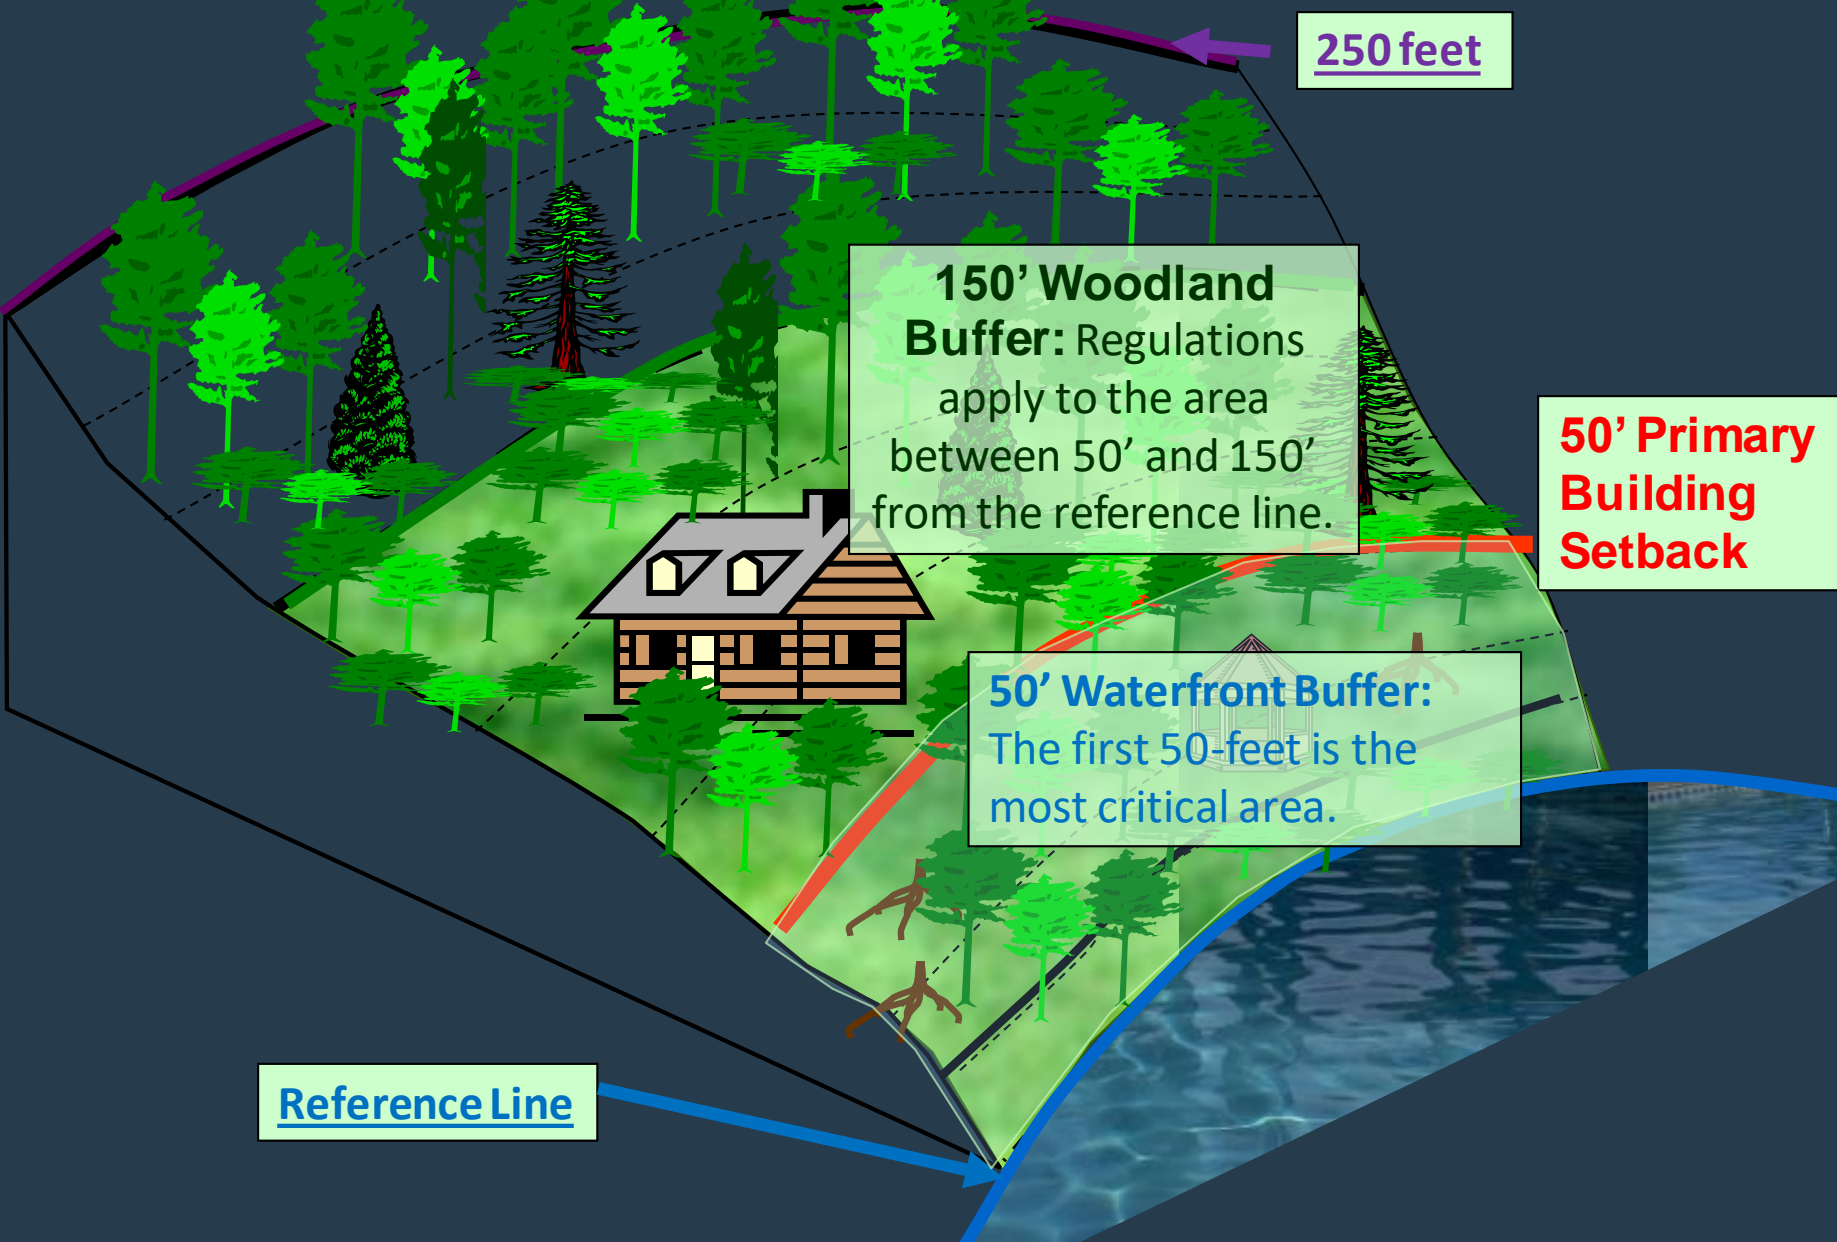 250 feet
150’ Woodland
Buffer: Regulations
apply to the area
between 50’ and 150’
from the reference line.
50’ Primary
Building
Setback
50’ Waterfront Buffer:
The first 50-feet is the
most critical area.
Reference Line